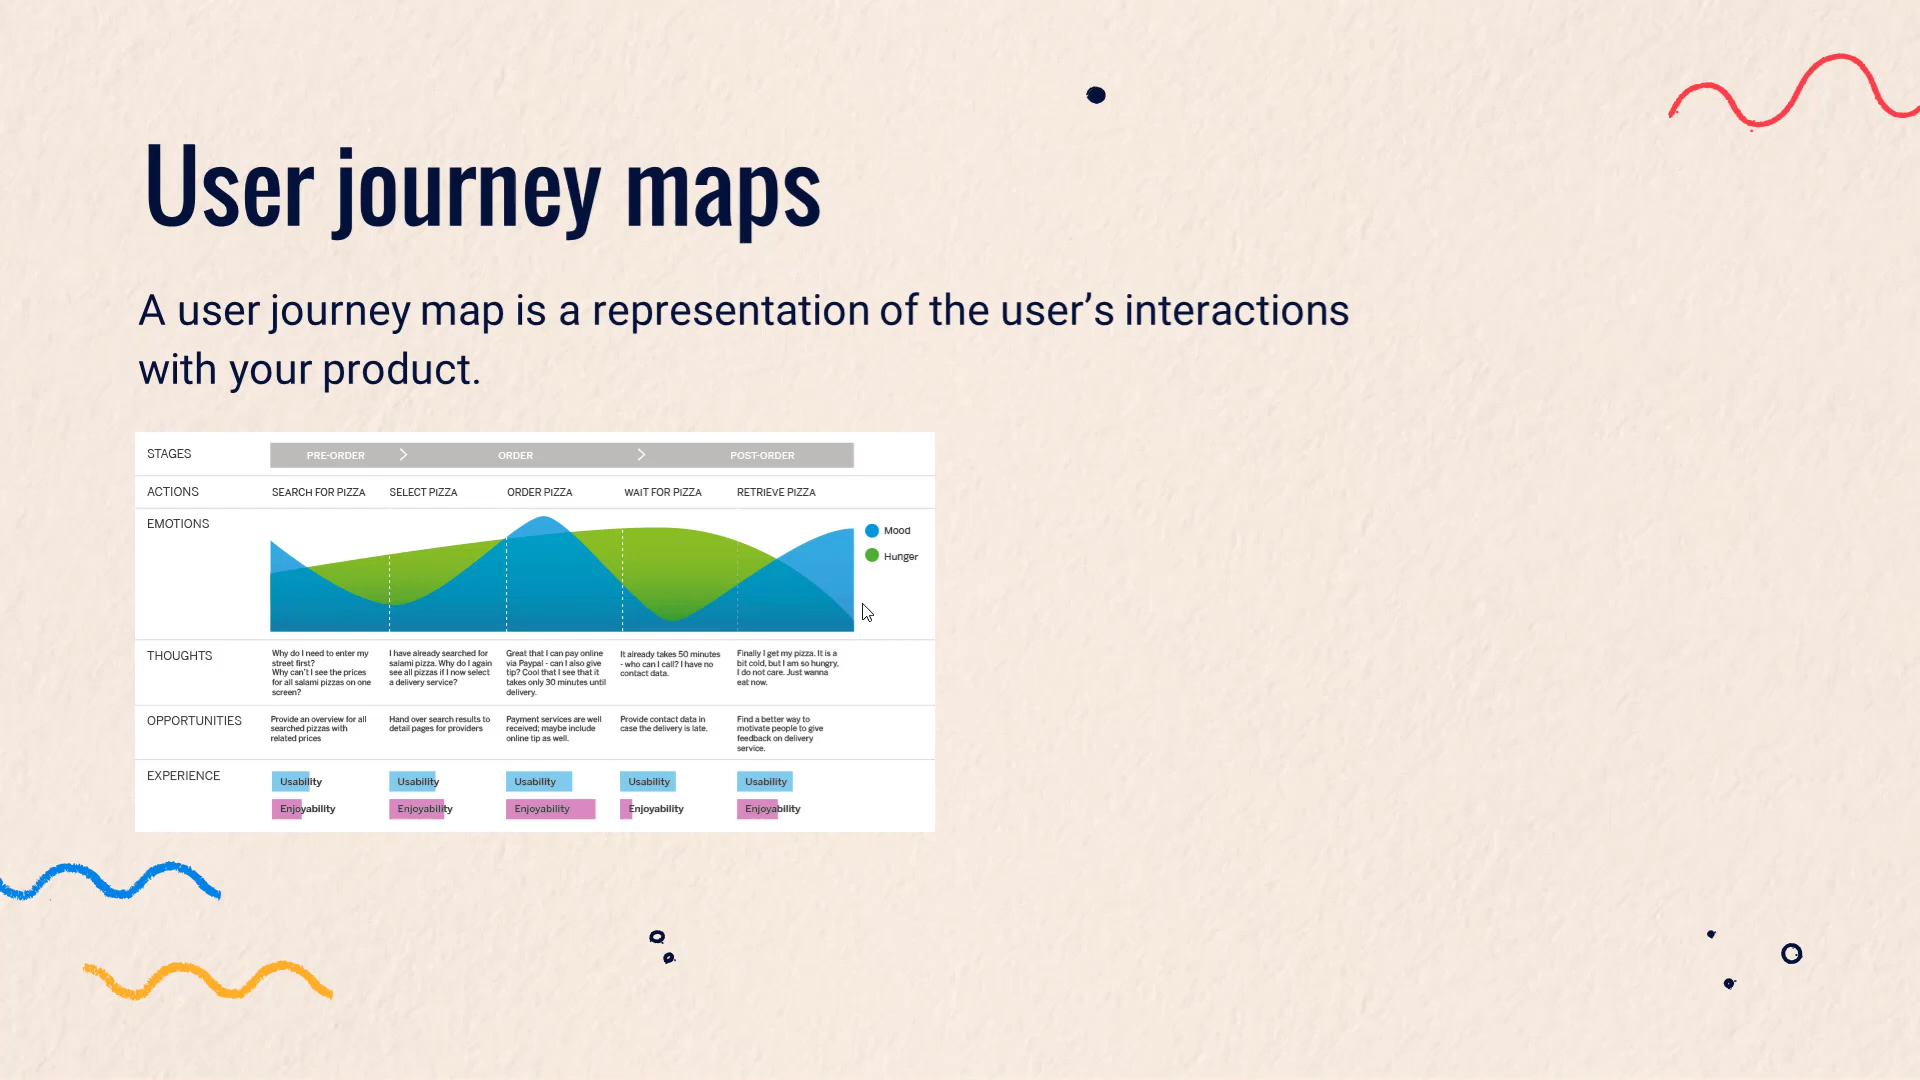 User journey maps
A user journey map is a representation of the user’s interactions
with your product.
STAGES
PRE-ORDER
ORDER
POST-ORDER
ACTIONS
SEARCH FOR PIZZA
SELECT PIZZA
ORDER PIZZA
WAIT FOR PIZZA
RETRIEVE PIZZA
EMOTIONS
Mood
Hunger
THOUGHTS
Why do I need to enter my
street first?
Why can't I see the prices
for all salami pizzas on one
screen?
I have already searched for
salami pizza. Why do I again
see all pizzas if I now select
a delivery service?
Great that I can pay online
via Paypal - can I also give
tip? Cool that I see that it
takes only 30 minutes until
delivery.
It already takes 50 minutes
- who can I call? I have no
contact data.
Finally I get my pizza. It is a
bit cold, but I am so hungry,
I do not care. Just wanna
eat now.
OPPORTUNITIES
Provide an overview for all
searched pizzas with
related prices
Hand over search results to
detail pages for providers
Payment services are well
received; maybe include
online tip as well.
Provide contact data in
case the delivery is late.
Find a better way to
motivate people to give
feedback on delivery
service.
EXPERIENCE
Usability
Usability
Usability
Usability
Usability
Enjoyability
Enjoyability
Enjoyability
Enjoyability
Enjoyability